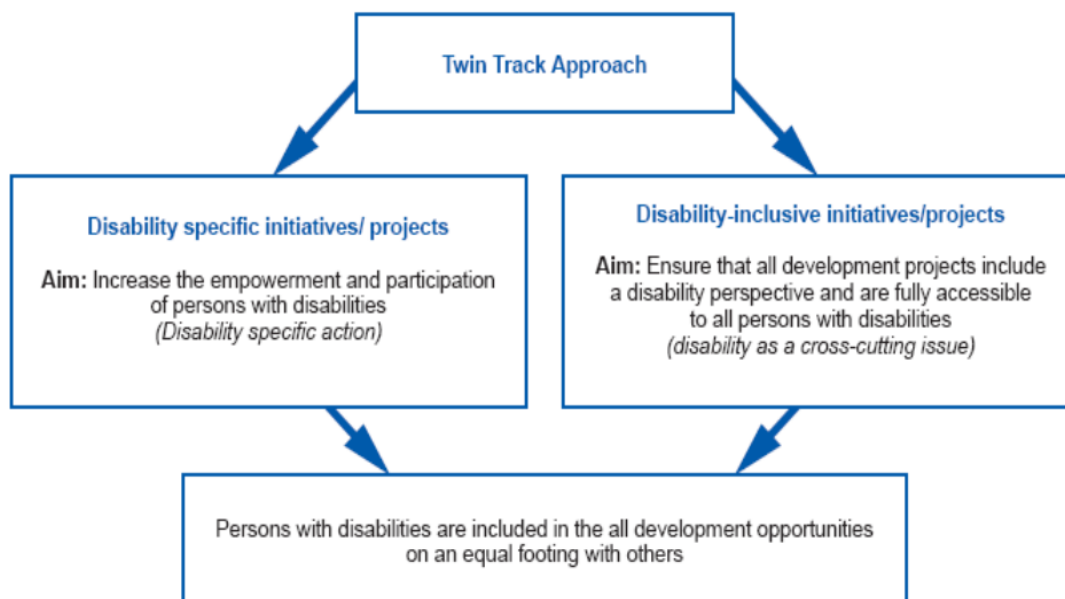 Twin Track Approach
Disability specific initiatives/ projects
Aim: Increase the empowerment and participation
of persons with disabilities
(Disability specific action)
Disability-inclusive initiatives/projects
Aim: Ensure that all development projects include
a disability perspective and are fully accessible
to all persons with disabilities
(disability as a cross-cutting issue)
Persons with disabilities are included in the all development opportunities
on an equal footing with others